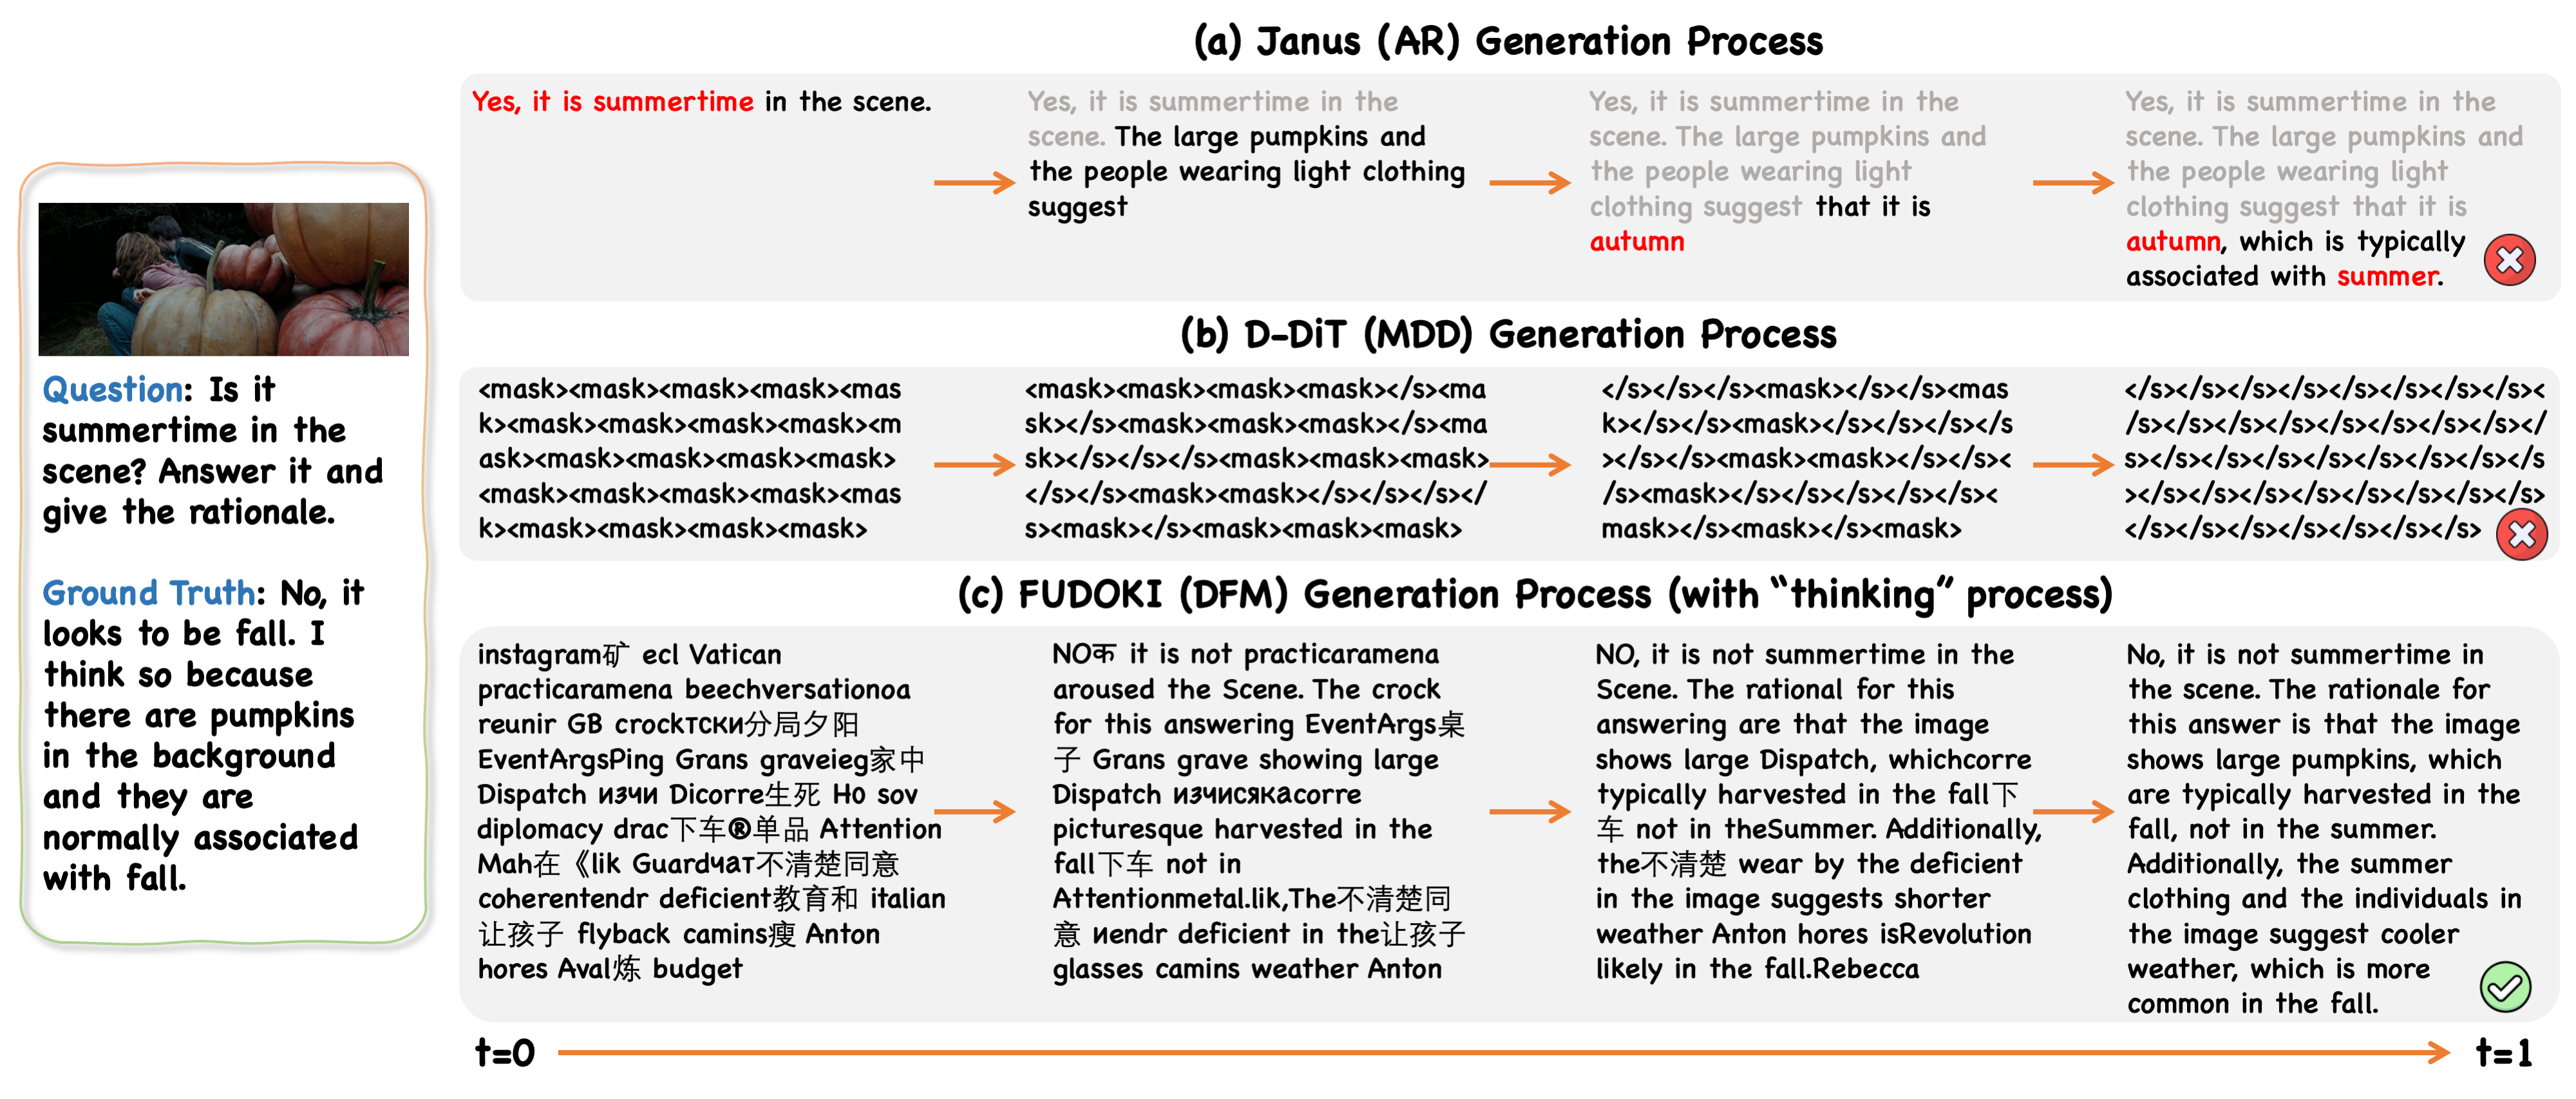 (a) Janus (AR) Generation Process
Yes, it is summertime in the scene.
Yes, it is summertime in the
scene. The large pumpkins and
the people wearing light clothing
suggest
Yes, it is summertime in the
scene. The large pumpkins and
the people wearing light
clothing suggest that it is
autumn
Yes, it is summertime in the
scene. The large pumpkins and
the people wearing light
clothing suggest that it is
autumn, which is typically
associated with summer.
Question: Is it
summertime in the
scene? Answer it and
give the rationale.
Ground Truth: No, it
looks to be fall. I
think so because
there are pumpkins
in the background
and they are
normally associated
with fall.
(b) D-DiT (MDD) Generation Process
<mask><mask><mask><mask><mas
k><mask><mask><mask><mask><m
ask><mask><mask><mask><mask>
<mask><mask><mask><mask><mas
k><mask><mask><mask><mask>
<mask><mask><mask><mask></s><ma
sk></s><mask><mask><mask></s><ma
sk></s></s></s><mask><mask><mask>
</s></s><mask><mask></s></s></s></
s><mask></s><mask><mask><mask>
</s></s></s><mask></s></s><mas
k></s></s><mask></s></s></s></s
></s></s><mask><mask></s></s><
/s><mask></s></s></s></s></s><
mask></s><mask></s><mask>
</s></s></s></s></s></s></s></s><
/s></s></s></s></s></s></s></s></
s></s></s></s></s></s></s></s></s
></s></s></s></s></s></s></s></s>
</s></s></s></s></s></s></s>
(c) FUDOKI (DFM) Generation Process (with “thinking” process)
instagram矿 ecl Vatican
practicaramena beechversationoa
reunir GB crockтски分局夕阳
EventArgsPing Grans graveieg家中
Dispatch изчи Dicorre生死 Но sov
diplomacy drac下车®单品 Attention
Mah在《lik Guardчат不清楚同意
coherentendr deficient教育和 italian
让孩子 flyback camins瘦 Anton
hores Aval炼 budget
NOक it is not practicaramena
aroused the Scene. The crock
for this answering EventArgs桌
子 Grans grave showing large
Dispatch изчисякаcorre
picturesque harvested in the
fall下车 not in
Attentionmetal.lik,The不清楚同
意 иendr deficient in the让孩子
glasses camins weather Anton
NO, it is not summertime in the
Scene. The rational for this
answering are that the image
shows large Dispatch, whichcorre
typically harvested in the fall下
车 not in theSummer. Additionally,
the不清楚 wear by the deficient
in the image suggests shorter
weather Anton hores isRevolution
likely in the fall.Rebecca
No, it is not summertime in
the scene. The rationale for
this answer is that the image
shows large pumpkins, which
are typically harvested in the
fall, not in the summer.
Additionally, the summer
clothing and the individuals in
the image suggest cooler
weather, which is more
common in the fall.
t=0
t=1